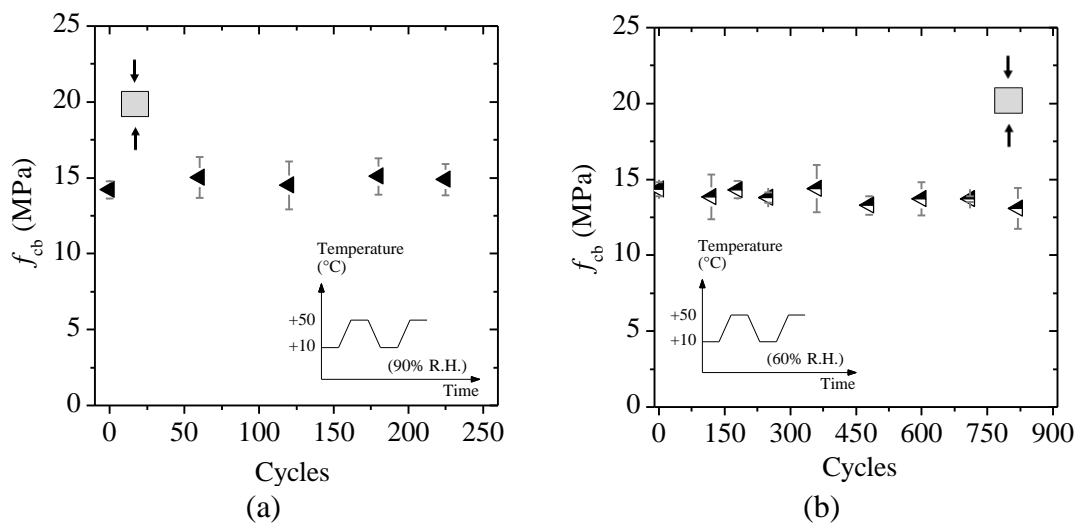 25
20
15
10
5
0
f_cb (MPa)
Temperature
(°C)
+50
+10
(90% R.H.)
Time
0 50 100 150 200 250
Cycles
(a)
25
20
15
10
5
0
f_cb (MPa)
Temperature
(°C)
+50
+10
(60% R.H.)
Time
0 150 300 450 600 750 900
Cycles
(b)